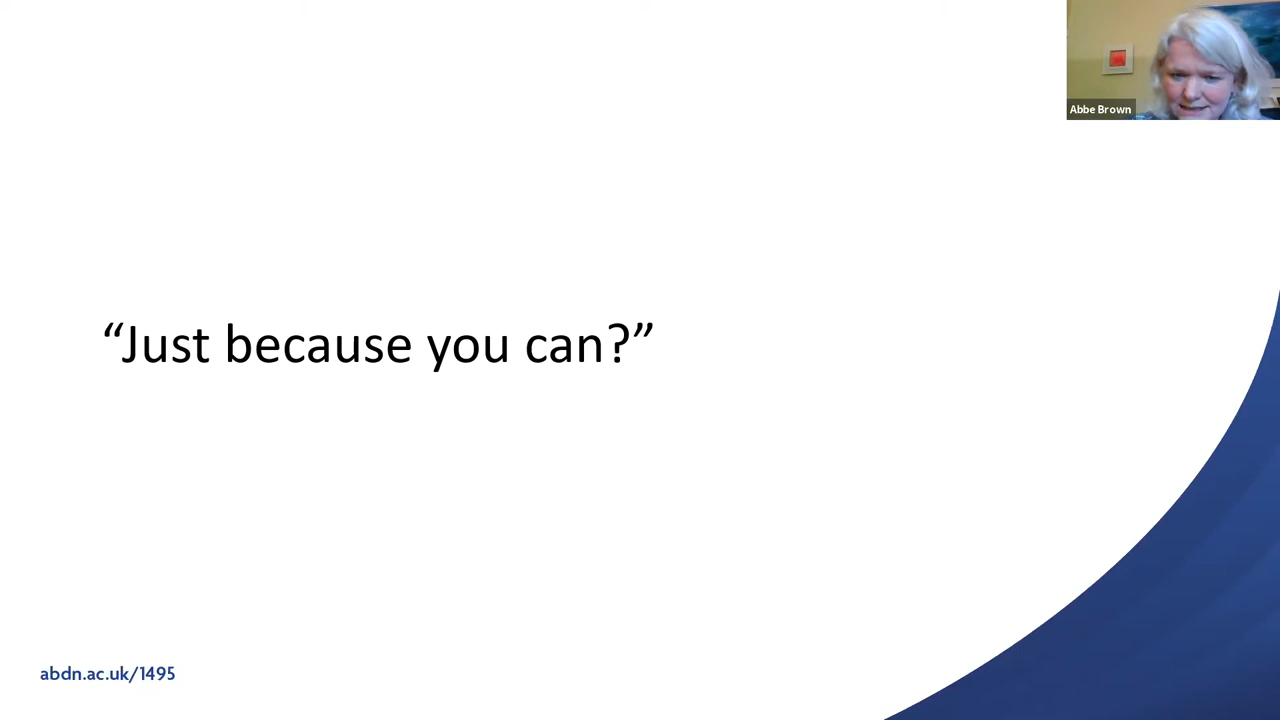 Abbe Brown
“Just because you can?”
abdn.ac.uk/1495